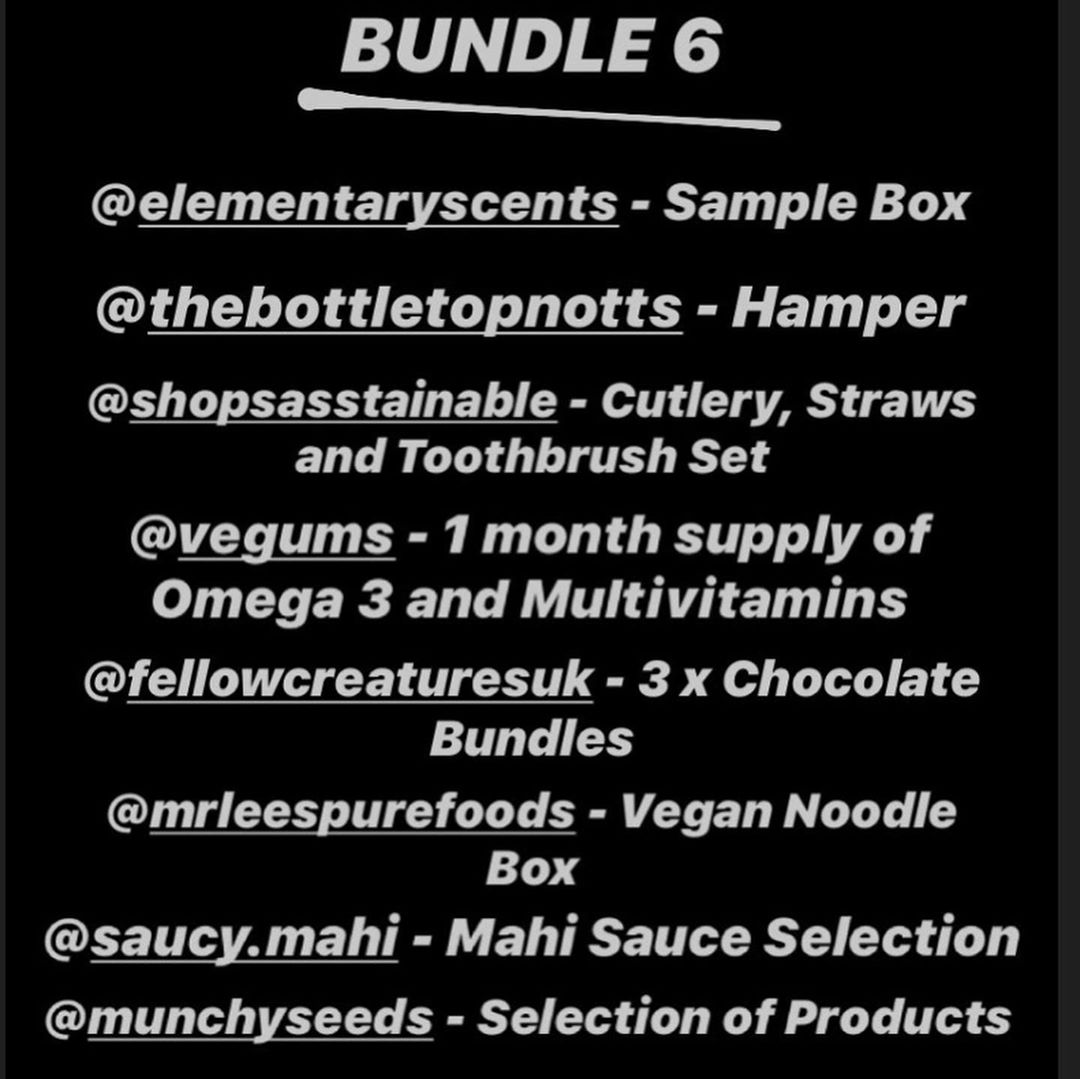 BUNDLE 6
@elementaryscents - Sample Box
@thebottletopnotts - Hamper
@shopsasstainable - Cutlery, Straws
and Toothbrush Set
@vegums - 1 month supply of
Omega 3 and Multivitamins
@fellowcreaturesuk - 3 x Chocolate
Bundles
@mrleespurefoods - Vegan Noodle
Box
@saucy.mahi - Mahi Sauce Selection
@munchyseeds - Selection of Products